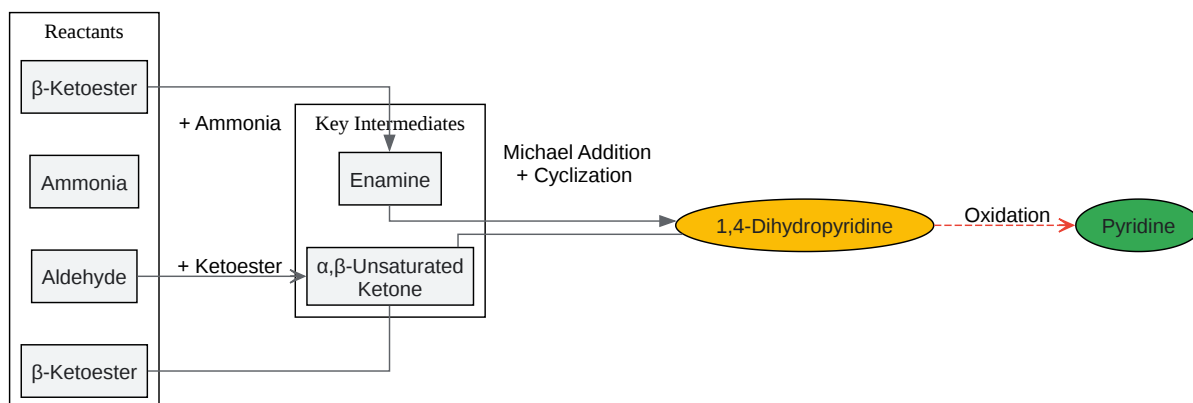 Reactants
β-Ketoester
+ Ammonia
Key Intermediates
Ammonia
Enamine
Michael Addition
+ Cyclization
1,4-Dihydropyridine
Oxidation
Pyridine
Aldehyde
+ Ketoester
α,β-Unsaturated
Ketone
β-Ketoester